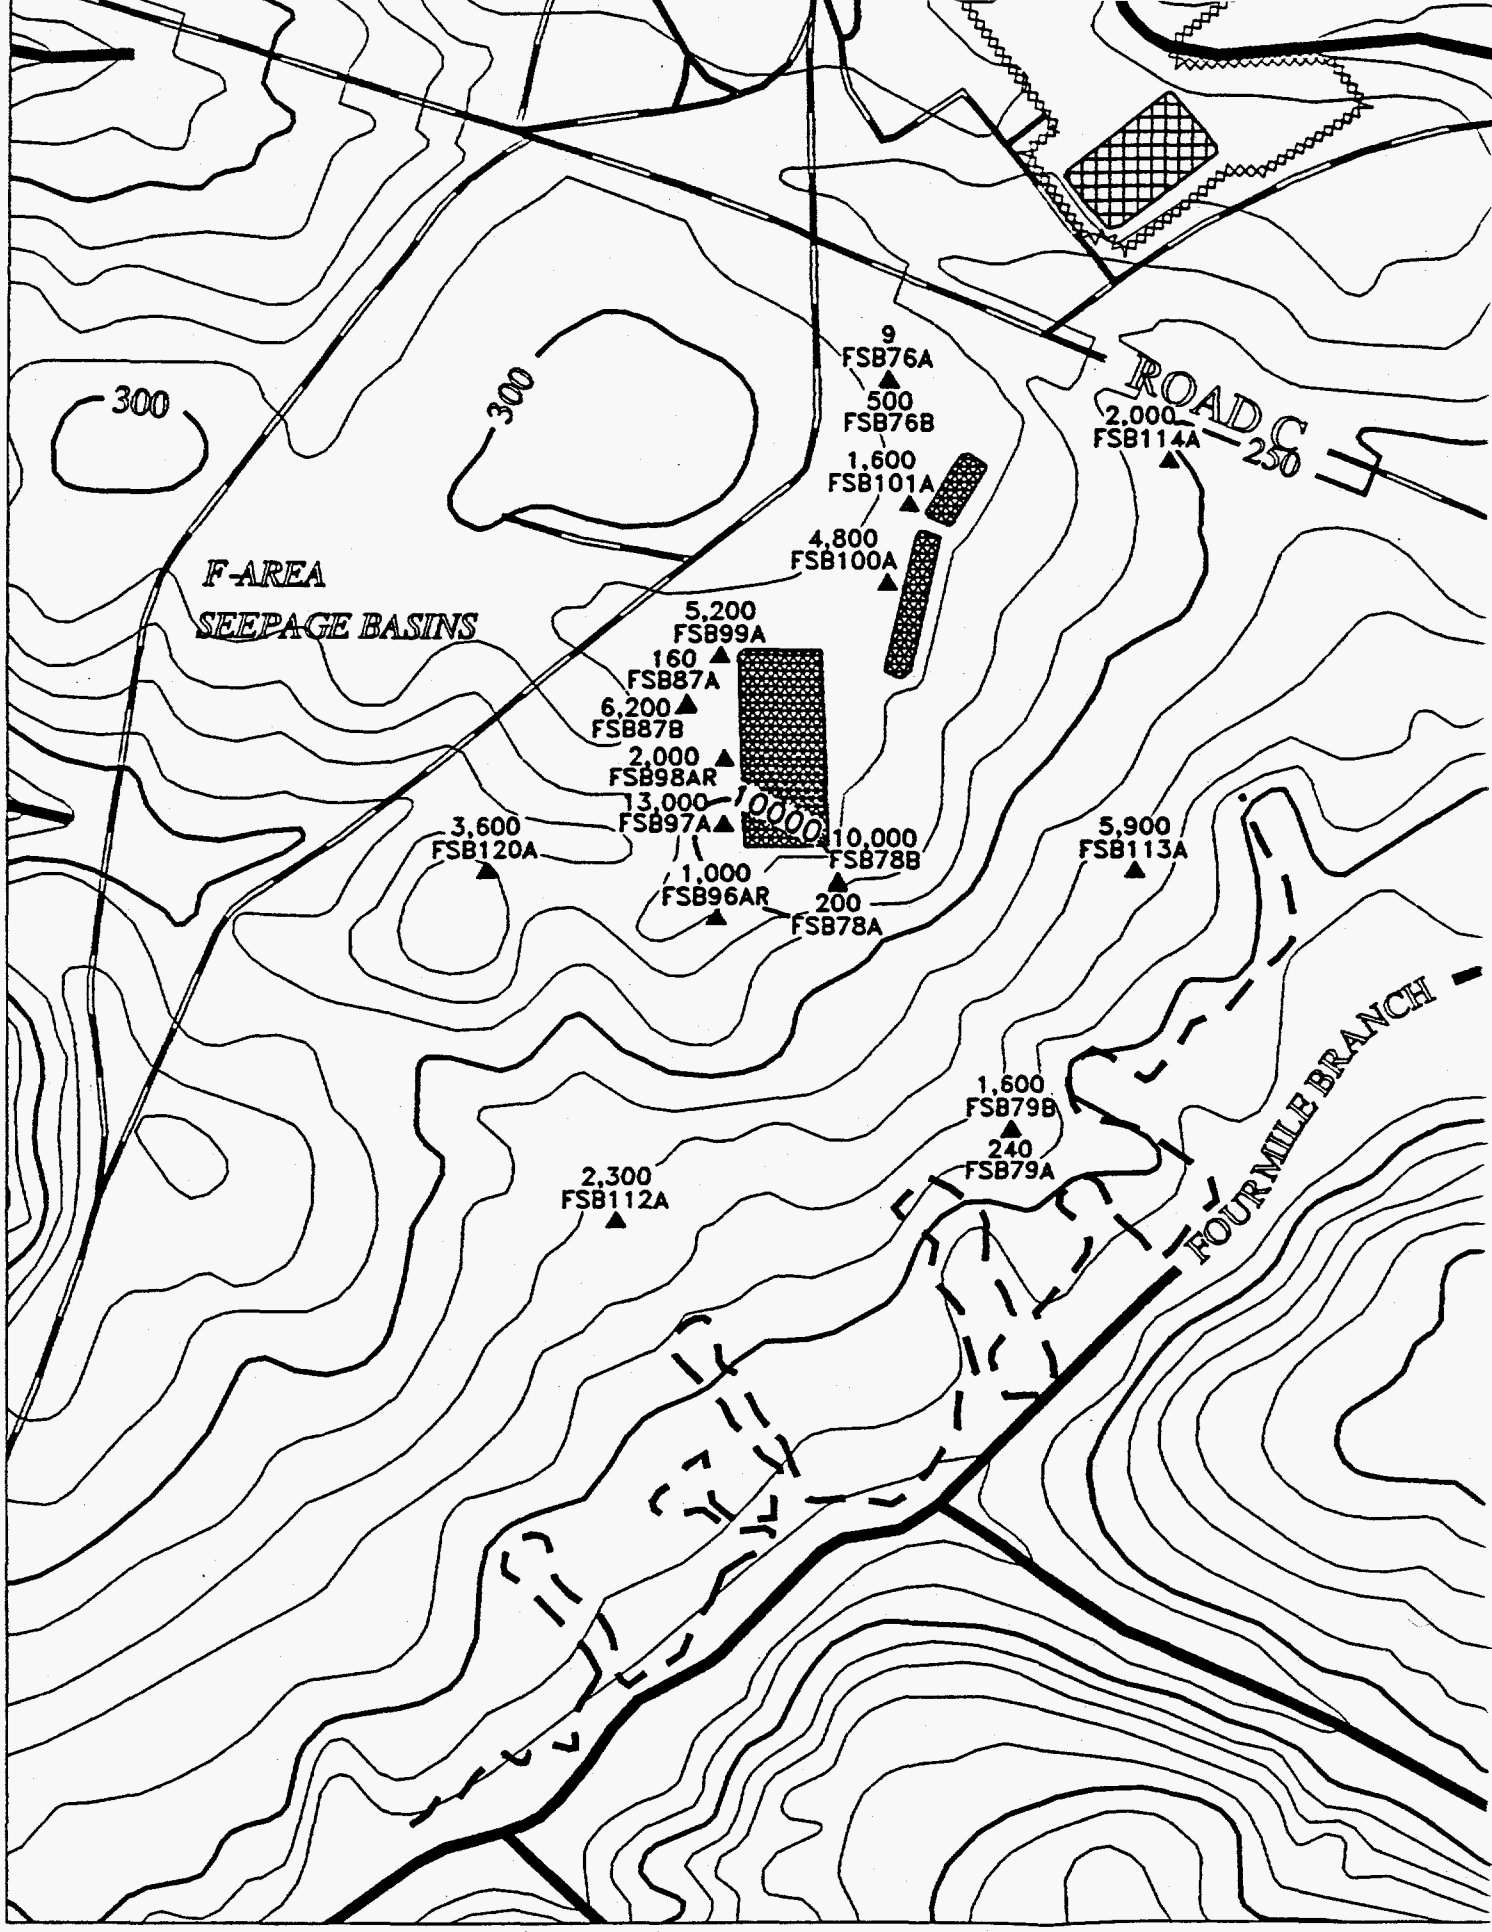 9
FSB76A
500
FSB76B
ROAD C
300
300
2,000
FSB114A
250
1,600
FSB101A
4,800
FSB100A
F-AREA
SEEPAGE BASINS
5,200
FSB99A
160
FSB87A
6,200
FSB87B
2,000
FSB98AR
13,000
FSB97A
10000
3,600
FSB120A
10,000
FSB78B
5,900
FSB113A
1,000
FSB96AR
200
FSB78A
FOURMILE BRANCH
1,600
FSB79B
240
FSB79A
2,300
FSB112A